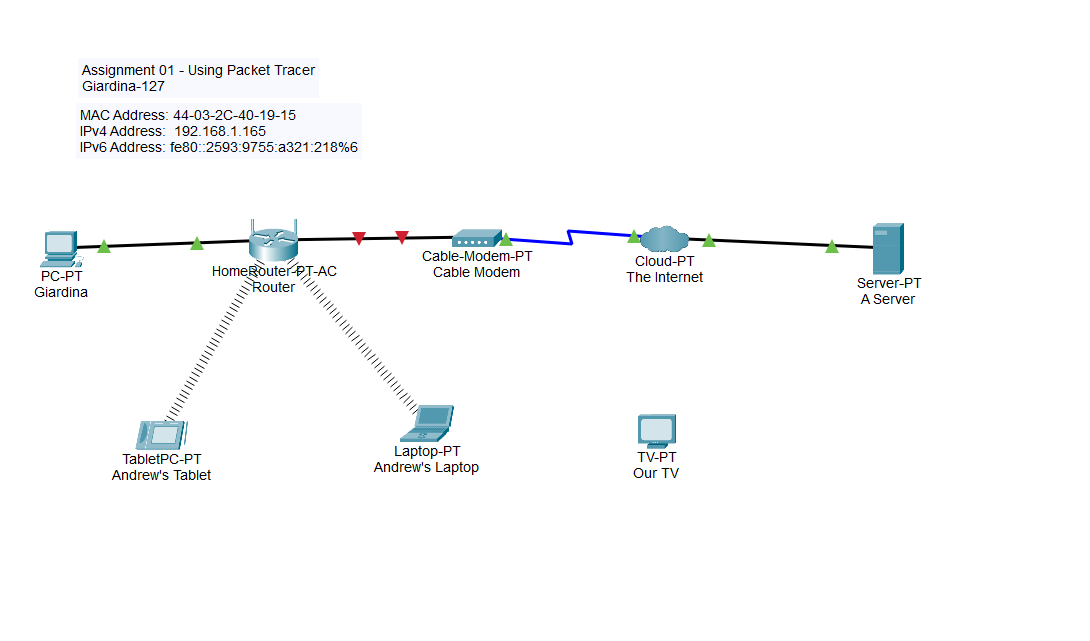 Assignment 01 - Using Packet Tracer
Giardina-127
MAC Address: 44-03-2C-40-19-15
IPv4 Address:  192.168.1.165
IPv6 Address: fe80::2593:9755:a321:218%6
PC-PT
Giardina
HomeRouter-PT-AC
Router
Cable-Modem-PT
Cable Modem
Cloud-PT
The Internet
Server-PT
A Server
TabletPC-PT
Andrew's Tablet
Laptop-PT
Andrew's Laptop
TV-PT
Our TV